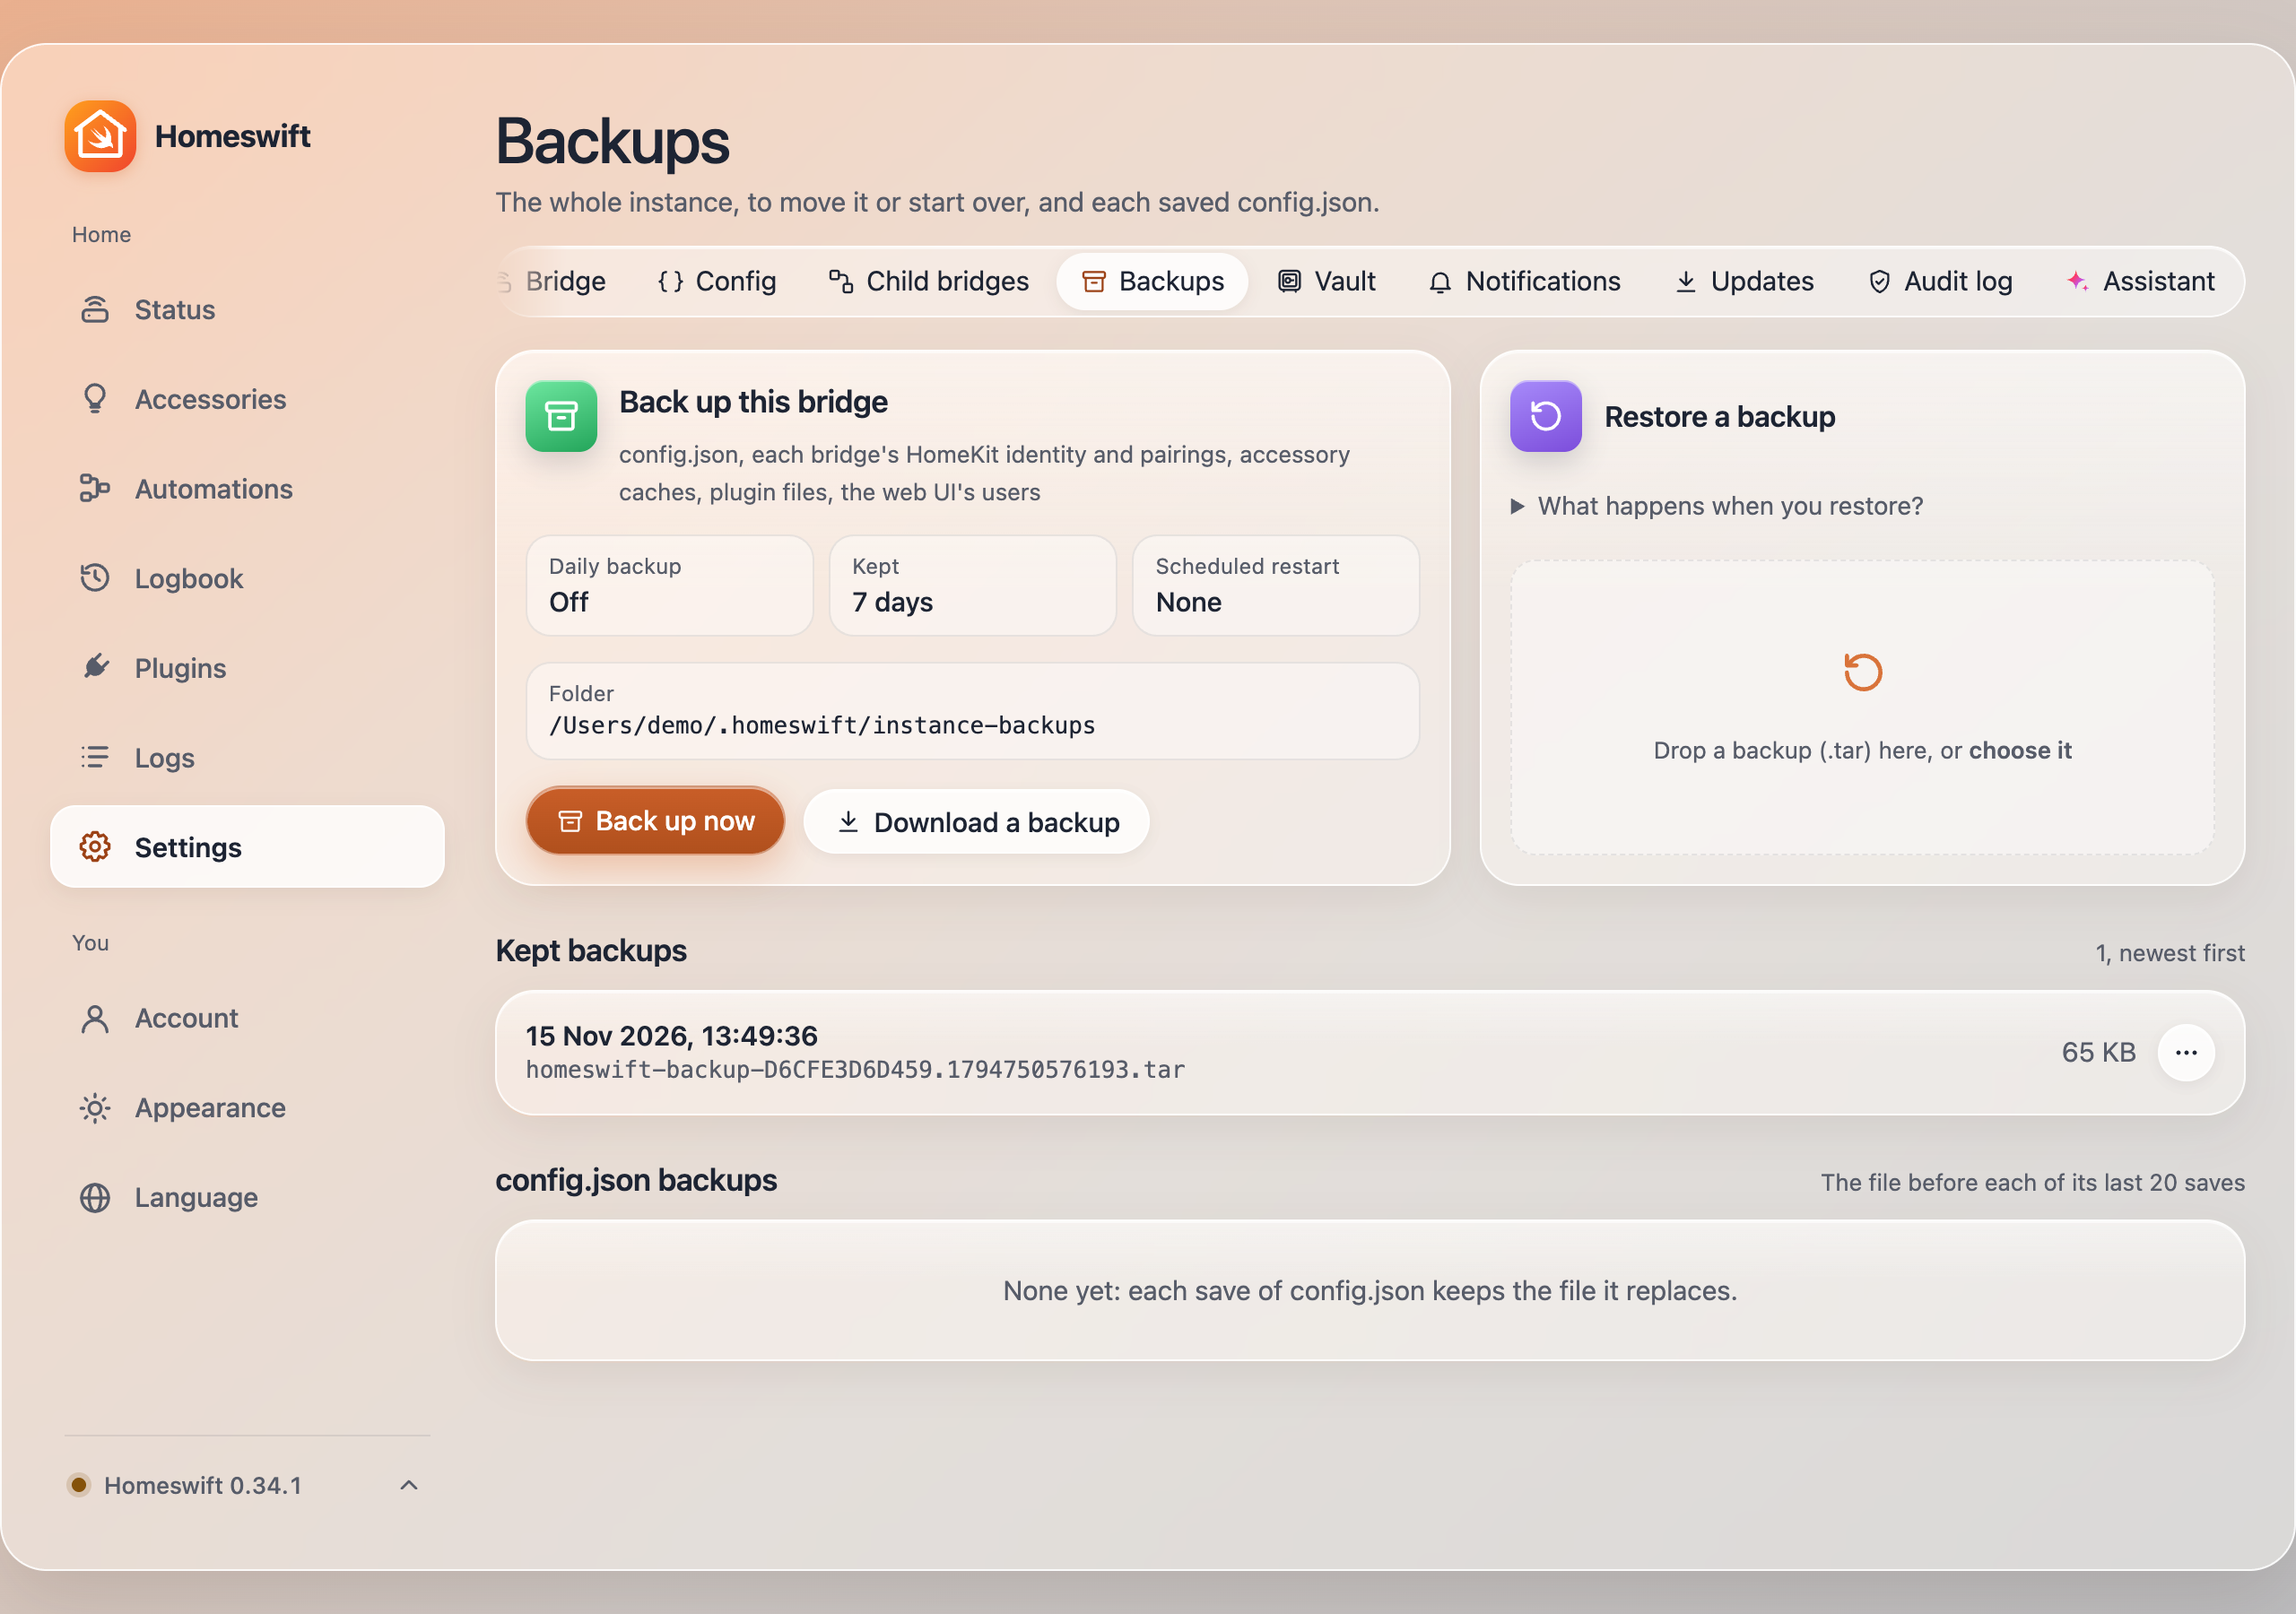 Homeswift
Home
Status
Accessories
Automations
Logbook
Plugins
Logs
Settings
You
Account
Appearance
Language
Homeswift 0.34.1
Backups
The whole instance, to move it or start over, and each saved config.json.
Bridge
Config
Child bridges
Backups
Vault
Notifications
Updates
Audit log
Assistant
Back up this bridge
config.json, each bridge's HomeKit identity and pairings, accessory
caches, plugin files, the web UI's users
Daily backup
Off
Kept
7 days
Scheduled restart
None
Folder
/Users/demo/.homeswift/instance-backups
Back up now
Download a backup
Restore a backup
What happens when you restore?
Drop a backup (.tar) here, or choose it
Kept backups
1, newest first
15 Nov 2026, 13:49:36
homeswift-backup-D6CFE3D6D459.1794750576193.tar
65 KB
config.json backups
The file before each of its last 20 saves
None yet: each save of config.json keeps the file it replaces.